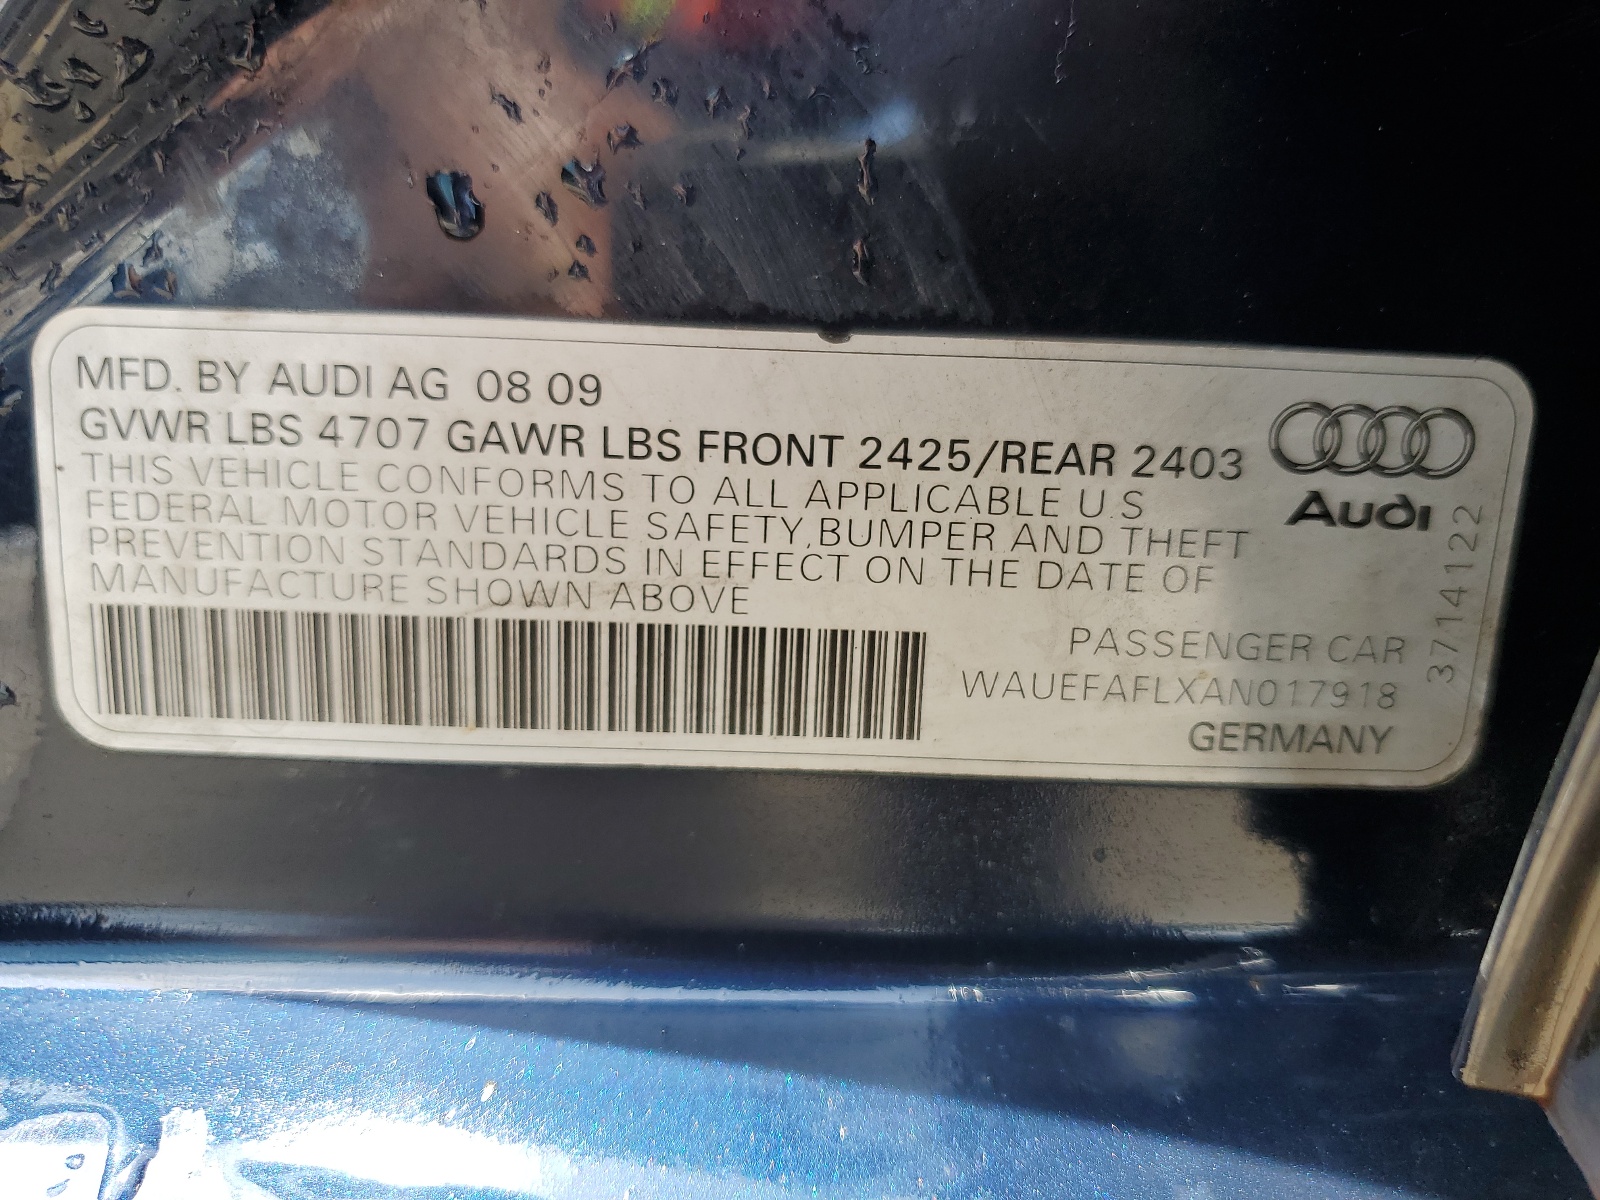 MFD. BY AUDI AG 08 09
GVWR LBS 4707 GAWR LBS FRONT 2425/REAR 2403
THIS VEHICLE CONFORMS TO ALL APPLICABLE U.S
FEDERAL MOTOR VEHICLE SAFETY,BUMPER AND THEFT
PREVENTION STANDARDS IN EFFECT ON THE DATE OF
MANUFACTURE SHOWN ABOVE
Audi
3714122
PASSENGER CAR
WAUEFAFLXAN017918
GERMANY